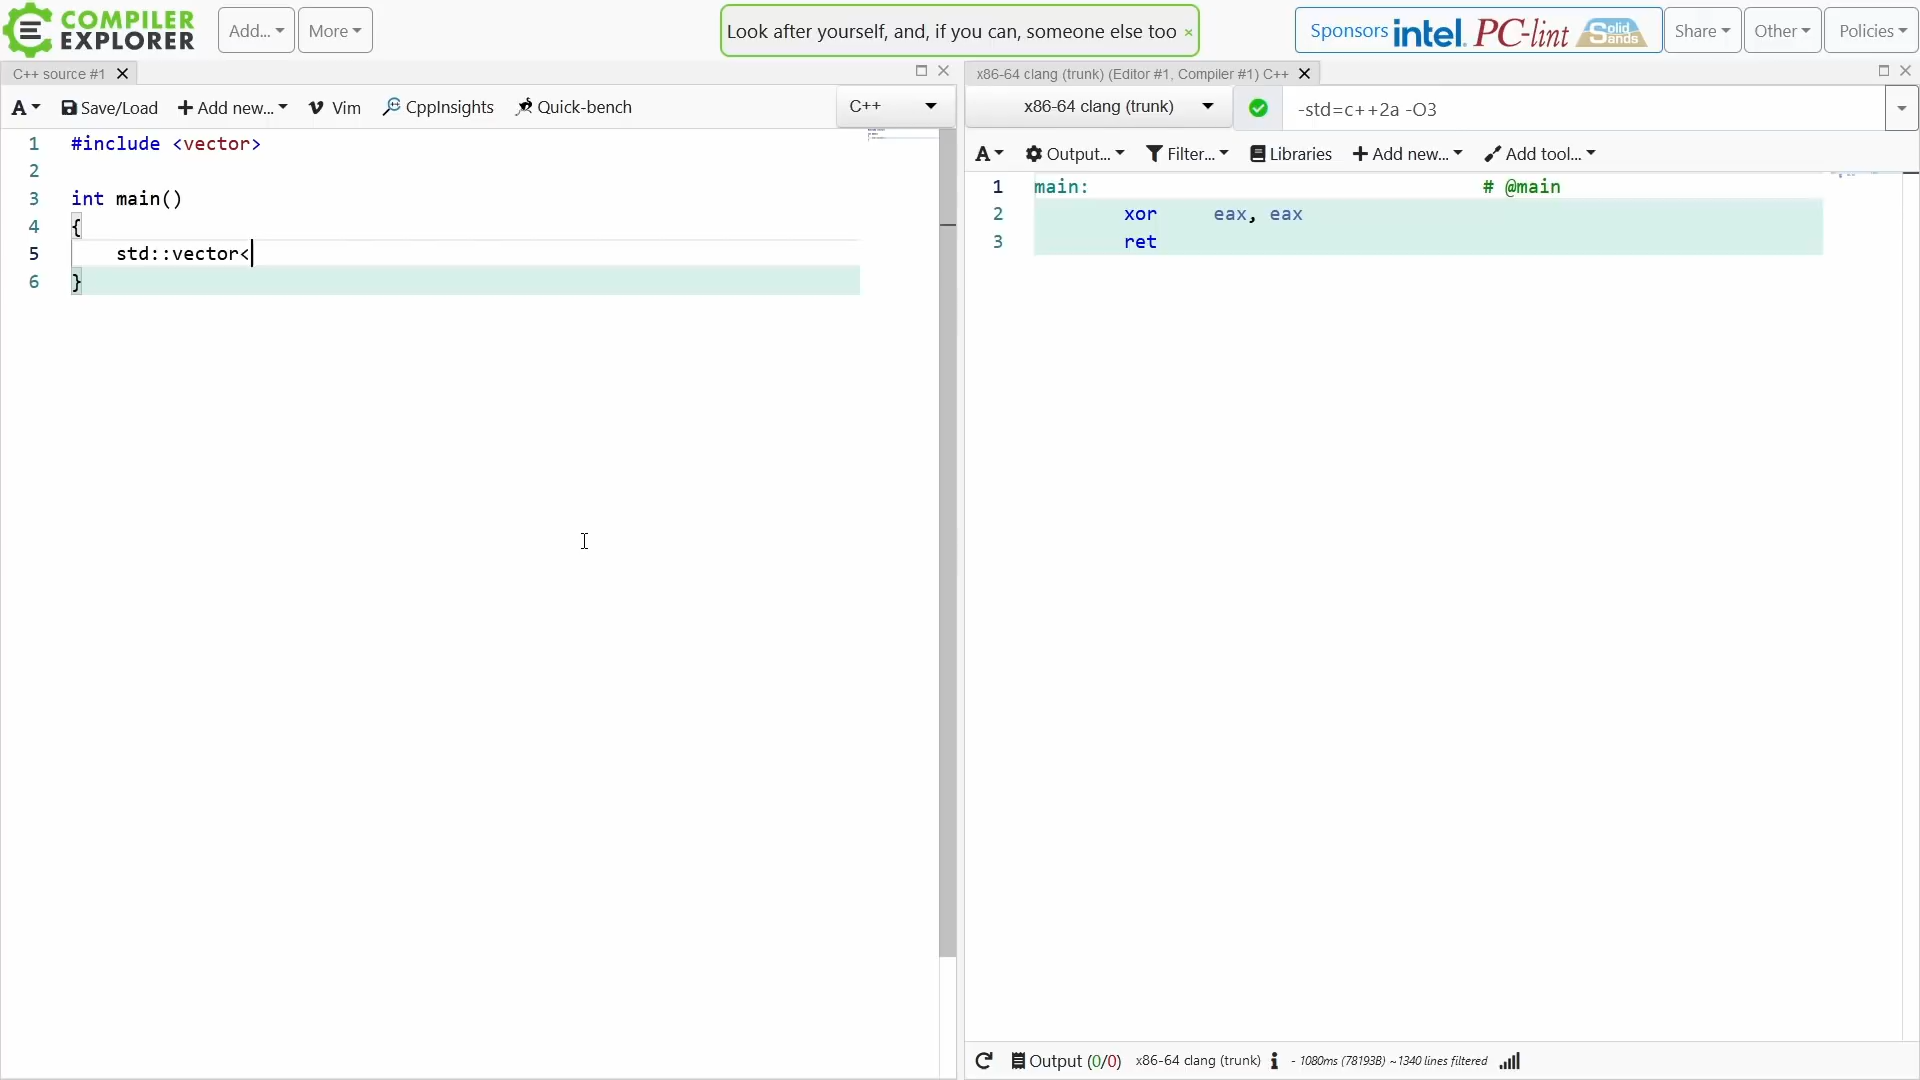 COMPILER
EXPLORER
Add...
More
Look after yourself, and, if you can, someone else too ×
Sponsors intel. PC-lint Solid Sands
Share
Other
Policies
C++ source #1
A
Save/Load
Add new...
Vim
CppInsights
Quick-bench
C++
1 #include <vector>
2
3 int main()
4 {
5 std::vector<
6 }
x86-64 clang (trunk) (Editor #1, Compiler #1) C++
x86-64 clang (trunk)
-std=c++2a -O3
A
Output...
Filter...
Libraries
Add new...
Add tool...
1 main: # @main
2 xor eax, eax
3 ret
Output (0/0) x86-64 clang (trunk) i - 1080ms (78193B) ~1340 lines filtered